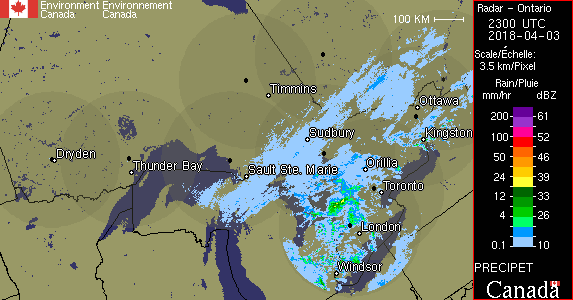 Environment Environnement
Canada Canada
100 KM
Timmins
Ottawa
Sudbury
Kingston
Dryden
Thunder Bay
Sault Ste. Marie
Orillia
Toronto
London
Windsor
Radar - Ontario
2300 UTC
2018-04-03
Scale/Échelle:
3.5 km/Pixel
Rain/Pluie
mm/hr dBZ
200 61
100 52
50 46
24 39
12 33
4 26
0.1 10
PRECIPET
Canada